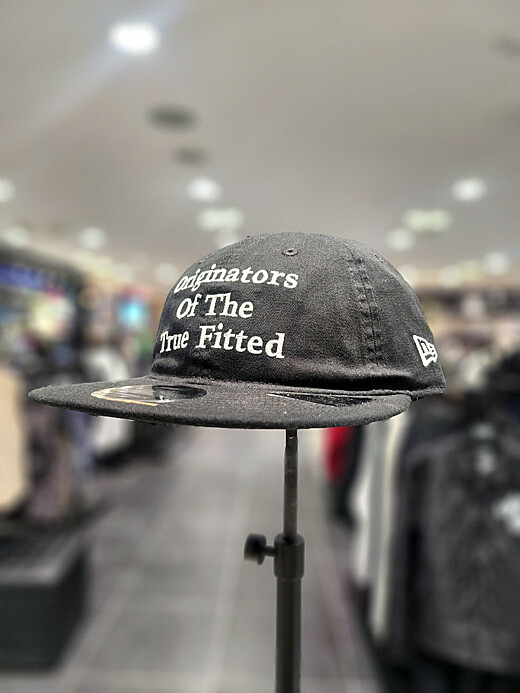 Originators
Of The
True Fitted